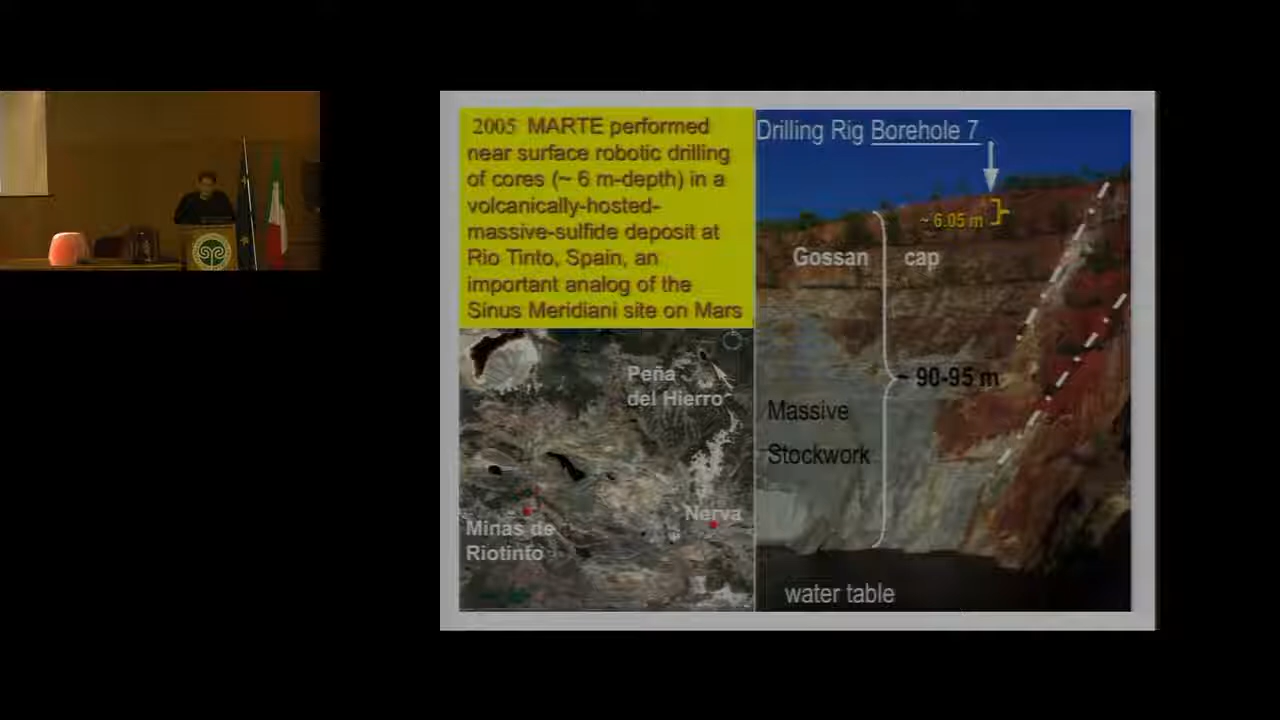 2005 MARTE performed
near surface robotic drilling
of cores (~ 6 m-depth) in a
volcanically-hosted-
massive-sulfide deposit at
Rio Tinto, Spain, an
important analog of the
Sinus Meridiani site on Mars
Drilling Rig Borehole 7
~ 6.05 m
Gossan cap
~ 90-95 m
Massive
Stockwork
water table
Peña
del Hierro
Nerva
Minas de
Riotinto